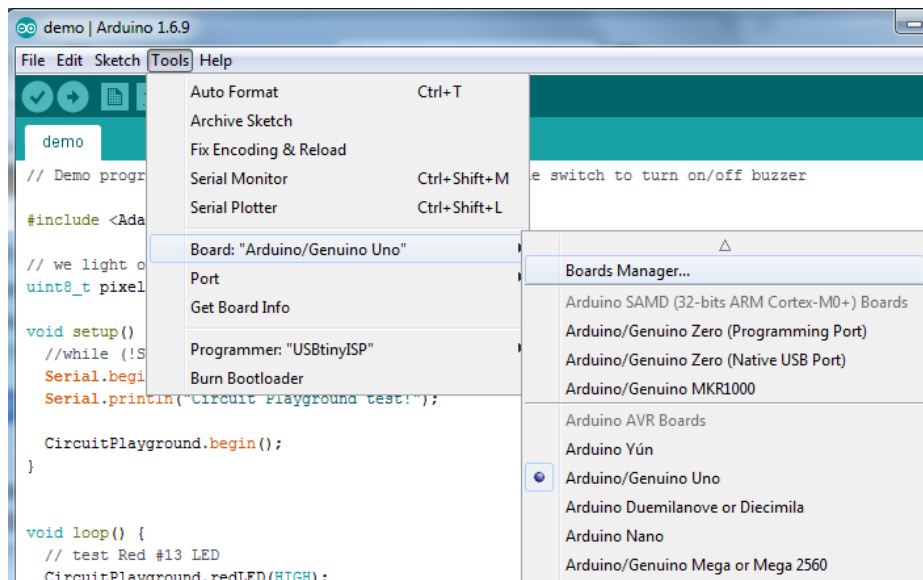 demo | Arduino 1.6.9
File Edit Sketch Tools Help
Auto Format Ctrl+T
Archive Sketch
Fix Encoding & Reload
Serial Monitor Ctrl+Shift+M
Serial Plotter Ctrl+Shift+L
Board: "Arduino/Genuino Uno"
Port
Get Board Info
Programmer: "USBtinyISP"
Burn Bootloader
Boards Manager...
Arduino SAMD (32-bits ARM Cortex-M0+) Boards
Arduino/Genuino Zero (Programming Port)
Arduino/Genuino Zero (Native USB Port)
Arduino/Genuino MKR1000
Arduino AVR Boards
Arduino Yún
Arduino/Genuino Uno
Arduino Duemilanove or Diecimila
Arduino Nano
Arduino/Genuino Mega or Mega 2560
demo
// Demo progr e switch to turn on/off buzzer
#include <Ada
// we light o
uint8_t pixel
void setup()
//while (!S
Serial.begi
Serial.println("Circuit Playground test!");
CircuitPlayground.begin();
}
void loop() {
// test Red #13 LED
CircuitPlayground.redLED(HIGH);